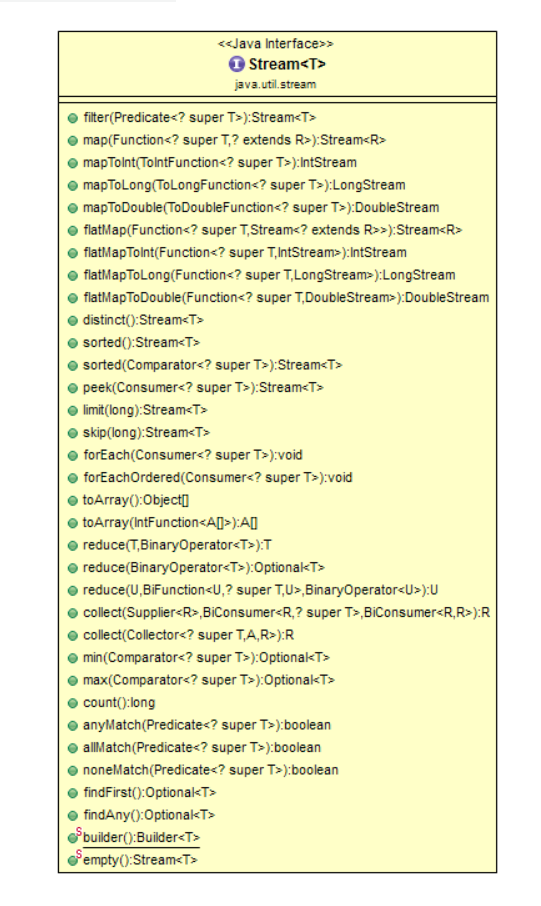 <<Java Interface>>
I Stream<T>
java.util.stream
filter(Predicate<? super T>):Stream<T>
map(Function<? super T,? extends R>):Stream<R>
mapToInt(ToIntFunction<? super T>):IntStream
mapToLong(ToLongFunction<? super T>):LongStream
mapToDouble(ToDoubleFunction<? super T>):DoubleStream
flatMap(Function<? super T,Stream<? extends R>>):Stream<R>
flatMapToInt(Function<? super T,IntStream>):IntStream
flatMapToLong(Function<? super T,LongStream>):LongStream
flatMapToDouble(Function<? super T,DoubleStream>):DoubleStream
distinct():Stream<T>
sorted():Stream<T>
sorted(Comparator<? super T>):Stream<T>
peek(Consumer<? super T>):Stream<T>
limit(long):Stream<T>
skip(long):Stream<T>
forEach(Consumer<? super T>):void
forEachOrdered(Consumer<? super T>):void
toArray():Object[]
toArray(IntFunction<A[]>):A[]
reduce(T,BinaryOperator<T>):T
reduce(BinaryOperator<T>):Optional<T>
reduce(U,BiFunction<U,? super T,U>,BinaryOperator<U>):U
collect(Supplier<R>,BiConsumer<R,? super T>,BiConsumer<R,R>):R
collect(Collector<? super T,A,R>):R
min(Comparator<? super T>):Optional<T>
max(Comparator<? super T>):Optional<T>
count():long
anyMatch(Predicate<? super T>):boolean
allMatch(Predicate<? super T>):boolean
noneMatch(Predicate<? super T>):boolean
findFirst():Optional<T>
findAny():Optional<T>
S builder():Builder<T>
S empty():Stream<T>